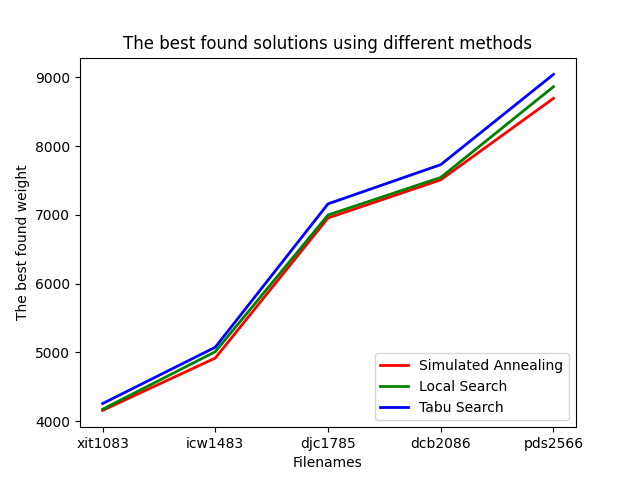 The best found solutions using different methods
The best found weight
9000
8000
7000
6000
5000
4000
Simulated Annealing
Local Search
Tabu Search
xit1083 icw1483 djc1785 dcb2086 pds2566
Filenames